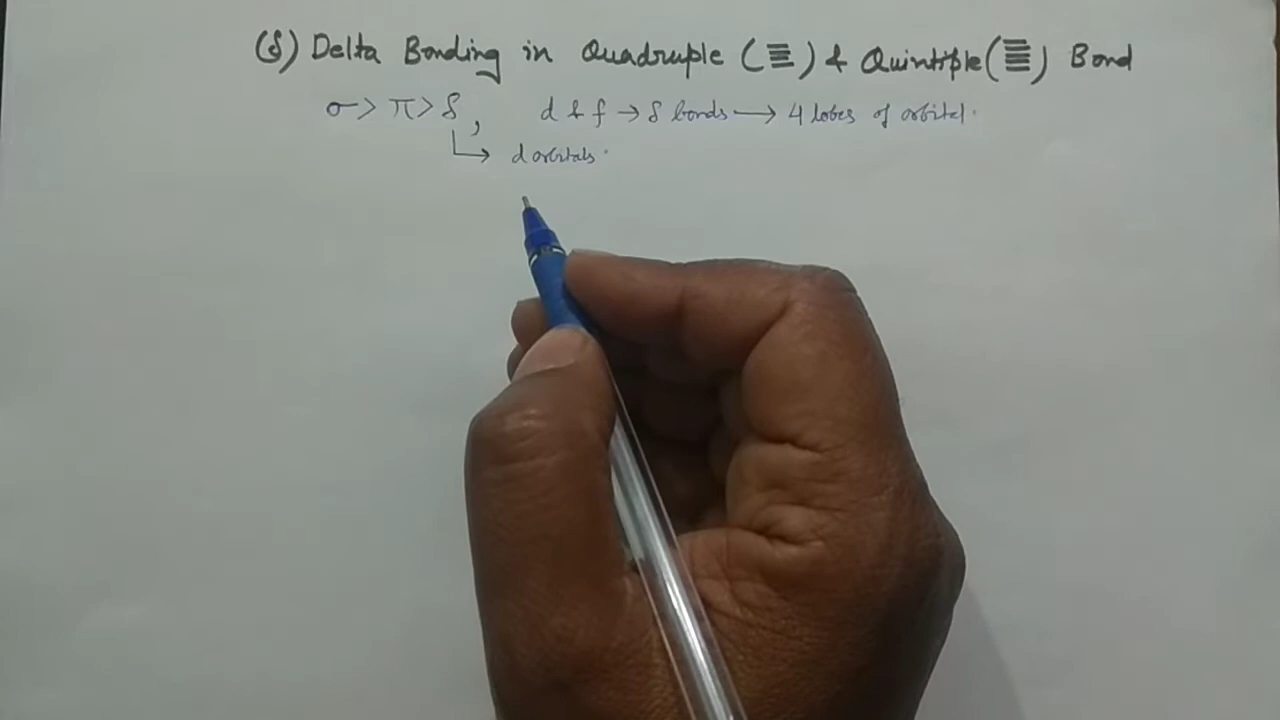 (δ) Delta Bonding in Quadruple (≣) & Quintiple (≣) Bond
σ > π > δ, d & f → δ bonds → 4 lobes of orbital.
↳ d orbitals.